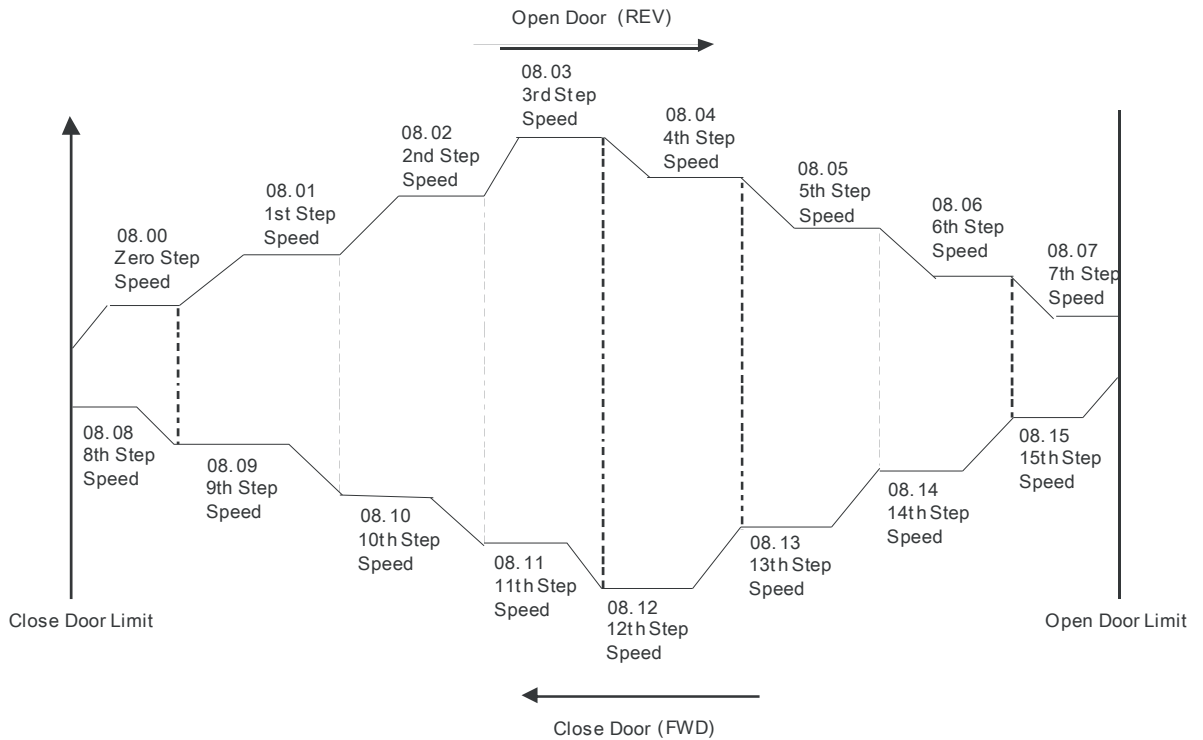 Open Door (REV)
08.03
3rd Step
Speed
08.04
4th Step
Speed
08.02
2nd Step
Speed
08.05
5th Step
Speed
08.01
1st Step
Speed
08.06
6th Step
Speed
08.00
Zero Step
Speed
08.07
7th Step
Speed
08.08
8th Step
Speed
08.09
9th Step
Speed
08.10
10th Step
Speed
08.11
11th Step
Speed
08.12
12th Step
Speed
08.13
13th Step
Speed
08.14
14th Step
Speed
08.15
15th Step
Speed
Close Door Limit
Open Door Limit
Close Door (FWD)